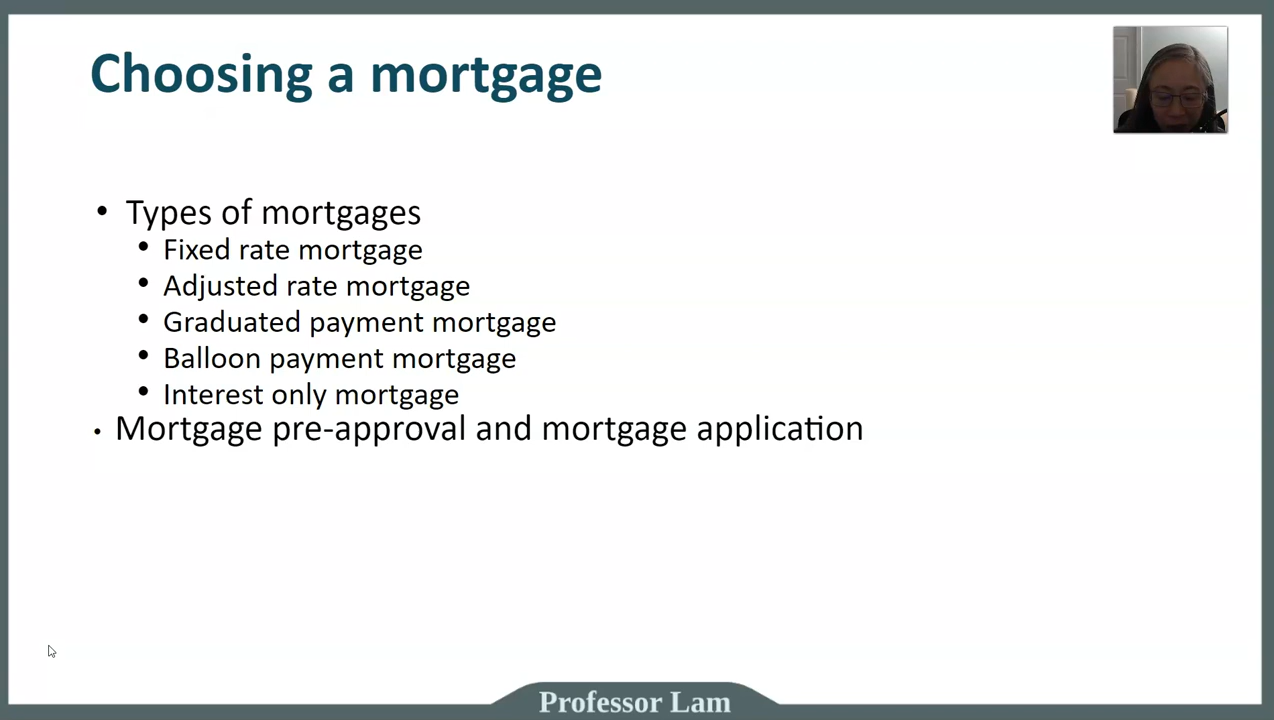 Choosing a mortgage
• Types of mortgages
• Fixed rate mortgage
• Adjusted rate mortgage
• Graduated payment mortgage
• Balloon payment mortgage
• Interest only mortgage
• Mortgage pre-approval and mortgage application
Professor Lam